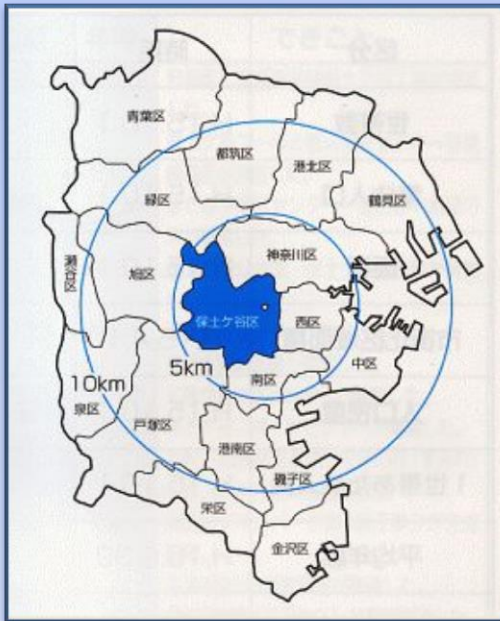 青葉区
都筑区
港北区
鶴見区
緑区
神奈川区
瀬谷区
旭区
保土ケ谷区
西区
中区
5km
南区
10km
泉区
戸塚区
港南区
磯子区
栄区
金沢区